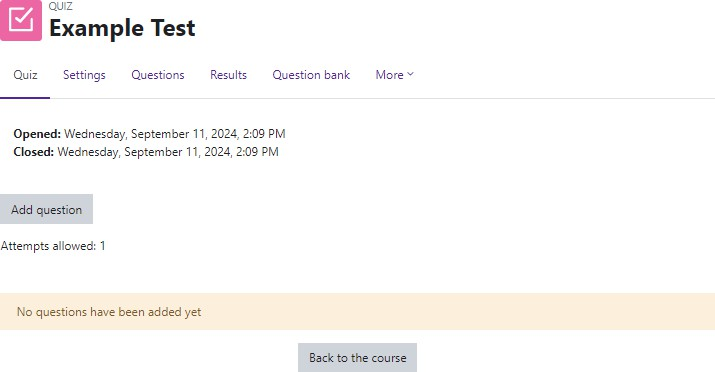 QUIZ
Example Test
Quiz Settings Questions Results Question bank More
Opened: Wednesday, September 11, 2024, 2:09 PM
Closed: Wednesday, September 11, 2024, 2:09 PM
Add question
Attempts allowed: 1
No questions have been added yet
Back to the course